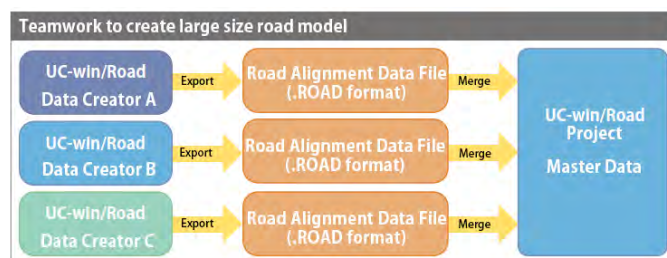 Teamwork to create large size road model
UC-win/Road
Data Creator A
Export
Road Alignment Data File
(.ROAD format)
Merge
UC-win/Road
Data Creator B
Export
Road Alignment Data File
(.ROAD format)
Merge
UC-win/Road
Data Creator C
Export
Road Alignment Data File
(.ROAD format)
Merge
UC-win/Road
Project
Master Data